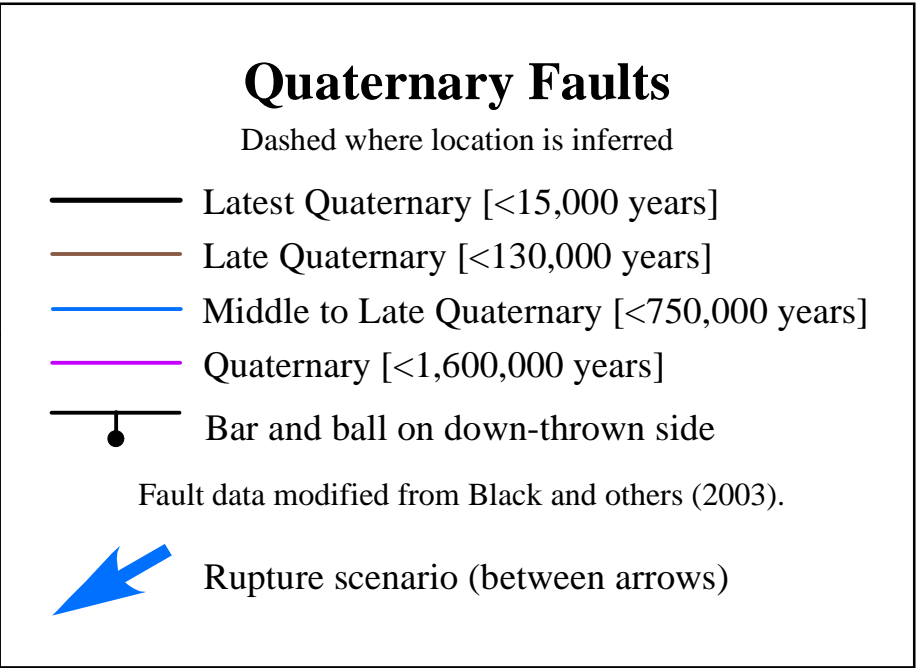 Quaternary Faults
Dashed where location is inferred
Latest Quaternary [<15,000 years]
Late Quaternary [<130,000 years]
Middle to Late Quaternary [<750,000 years]
Quaternary [<1,600,000 years]
Bar and ball on down-thrown side
Fault data modified from Black and others (2003).
Rupture scenario (between arrows)